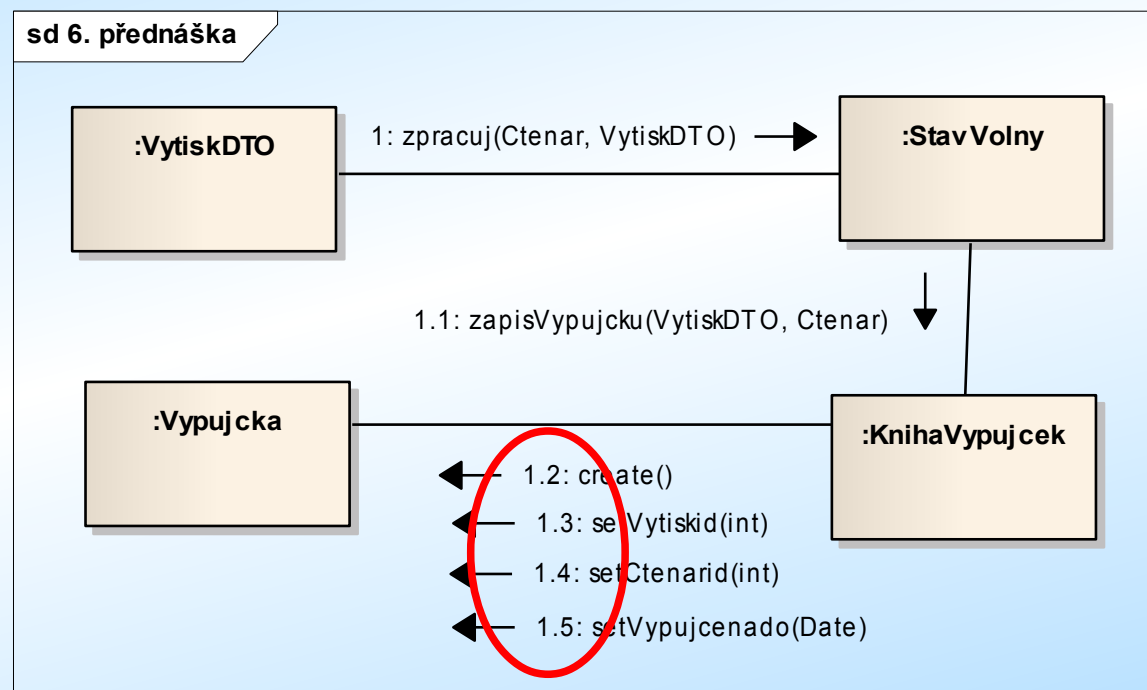 sd 6. přednáška
:VytiskDTO
1: zpracuj(Ctenar, VytiskDTO)
:StavVolny
1.1: zapisVypujcku(VytiskDTO, Ctenar)
:Vypujcka
:KnihaVypujcek
1.2: create()
1.3: setVytiskid(int)
1.4: setCtenarid(int)
1.5: setVypujcenado(Date)